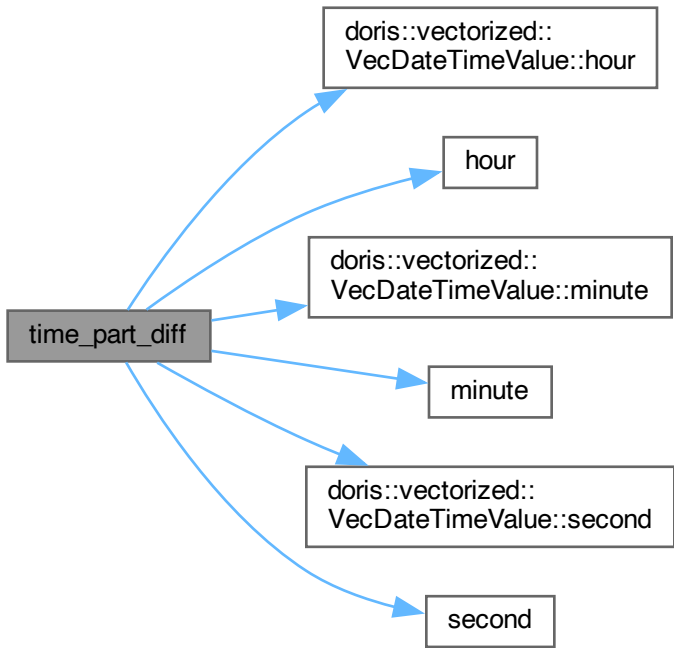 doris::vectorized::
VecDateTimeValue::hour
hour
doris::vectorized::
VecDateTimeValue::minute
time_part_diff
minute
doris::vectorized::
VecDateTimeValue::second
second